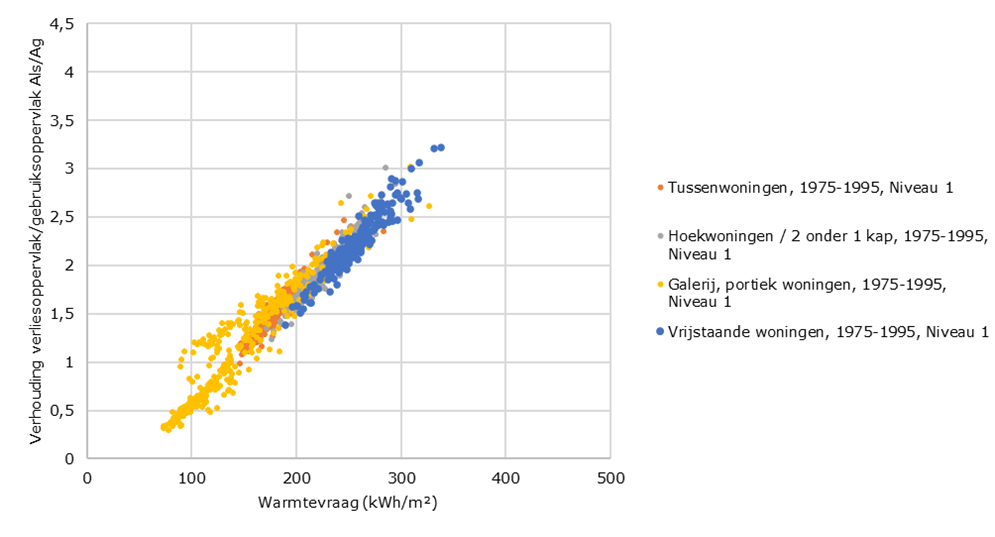 4,5
4
3,5
3
2,5
2
1,5
1
0,5
0
Verhouding verliesoppervlak/gebruiksoppervlak Als/Ag
0 100 200 300 400 500
Warmtevraag (kWh/m²)
Tussenwoningen, 1975-1995, Niveau 1
Hoekwoningen / 2 onder 1 kap, 1975-1995,
Niveau 1
Galerij, portiek woningen, 1975-1995,
Niveau 1
Vrijstaande woningen, 1975-1995, Niveau 1